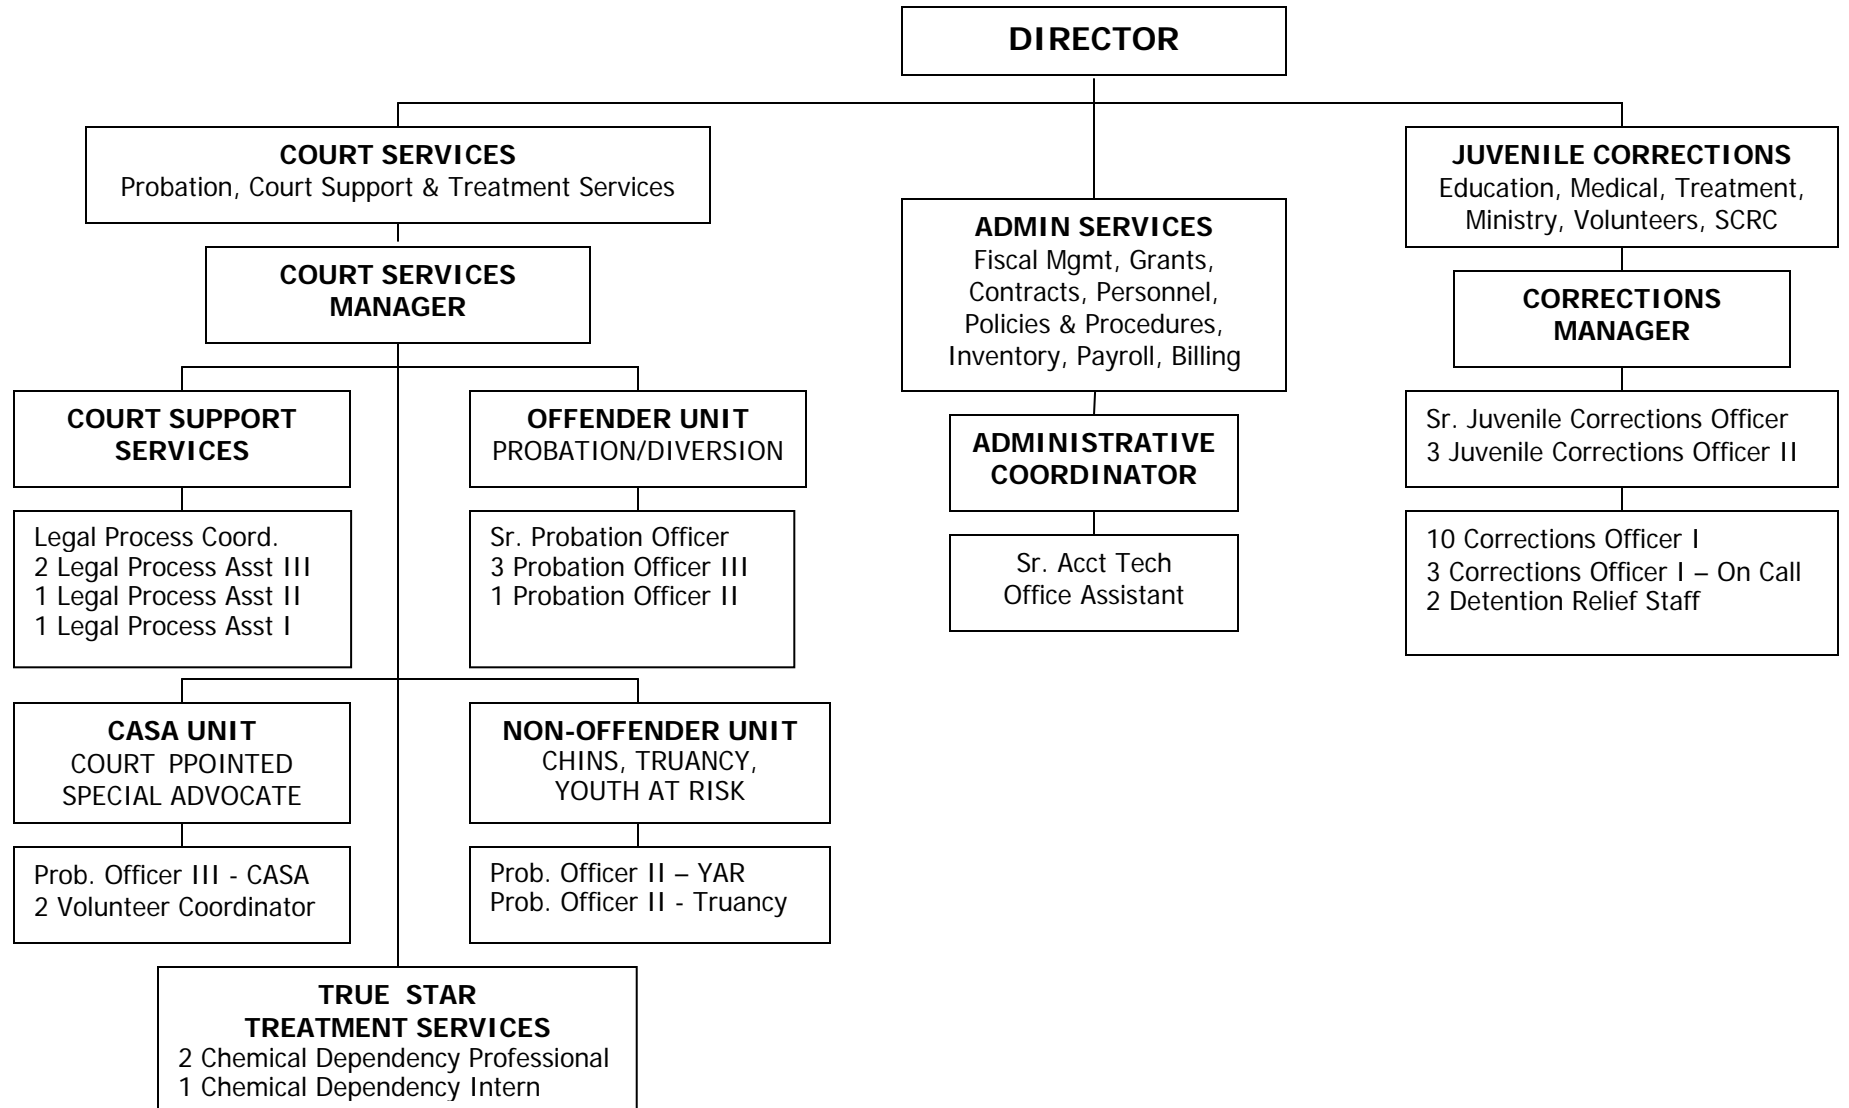 DIRECTOR
COURT SERVICES
Probation, Court Support & Treatment Services
COURT SERVICES
MANAGER
COURT SUPPORT
SERVICES
Legal Process Coord.
2 Legal Process Asst III
1 Legal Process Asst II
1 Legal Process Asst I
OFFENDER UNIT
PROBATION/DIVERSION
Sr. Probation Officer
3 Probation Officer III
1 Probation Officer II
CASA UNIT
COURT PPOINTED
SPECIAL ADVOCATE
Prob. Officer III - CASA
2 Volunteer Coordinator
NON-OFFENDER UNIT
CHINS, TRUANCY,
YOUTH AT RISK
Prob. Officer II – YAR
Prob. Officer II - Truancy
TRUE STAR
TREATMENT SERVICES
2 Chemical Dependency Professional
1 Chemical Dependency Intern
ADMIN SERVICES
Fiscal Mgmt, Grants,
Contracts, Personnel,
Policies & Procedures,
Inventory, Payroll, Billing
ADMINISTRATIVE
COORDINATOR
Sr. Acct Tech
Office Assistant
JUVENILE CORRECTIONS
Education, Medical, Treatment,
Ministry, Volunteers, SCRC
CORRECTIONS
MANAGER
Sr. Juvenile Corrections Officer
3 Juvenile Corrections Officer II
10 Corrections Officer I
3 Corrections Officer I – On Call
2 Detention Relief Staff